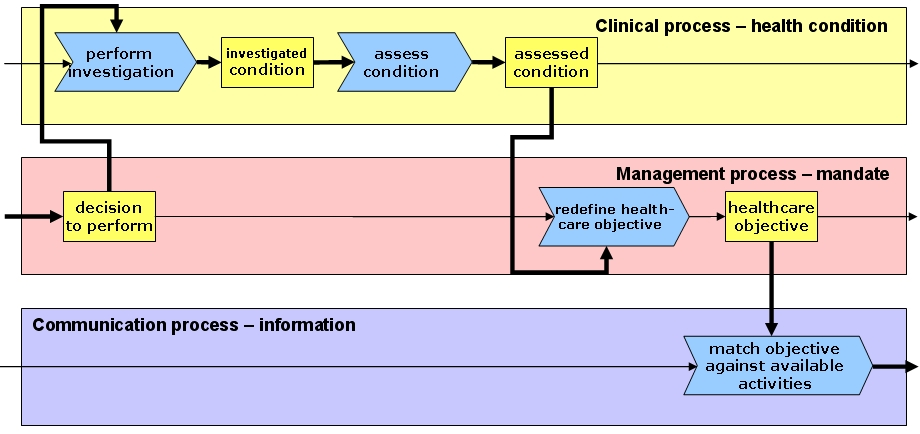 Clinical process – health condition
perform
investigation
investigated
condition
assess
condition
assessed
condition
Management process – mandate
decision
to perform
redefine health-
care objective
healthcare
objective
Communication process – information
match objective
against available
activities